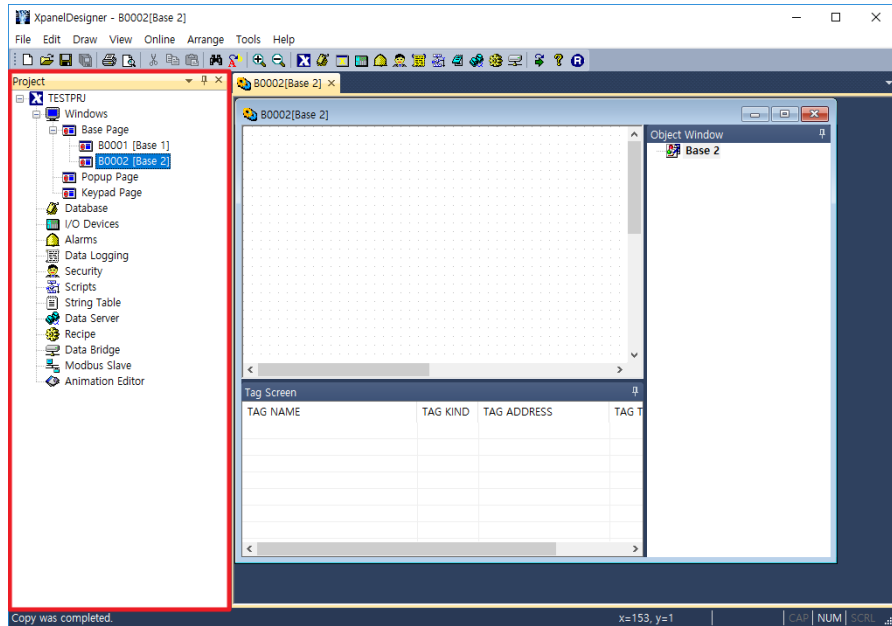 XpanelDesigner - B0002[Base 2]
File Edit Draw View Online Arrange Tools Help
Project
B0002[Base 2]
TESTPRJ
Windows
Base Page
B0001 [Base 1]
B0002 [Base 2]
Popup Page
Keypad Page
Database
I/O Devices
Alarms
Data Logging
Security
Scripts
String Table
Data Server
Recipe
Data Bridge
Modbus Slave
Animation Editor
B0002[Base 2]
Object Window
Base 2
Tag Screen
TAG NAME TAG KIND TAG ADDRESS TAG T
Copy was completed. x=153, y=1 CAP NUM SCRL